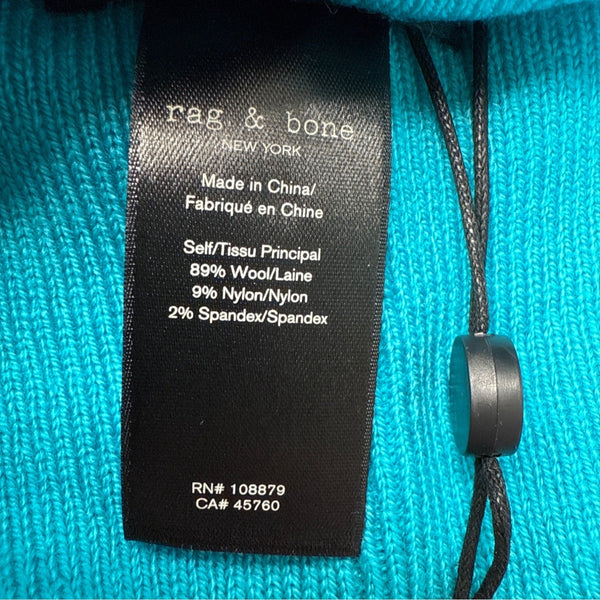 rag & bone
NEW YORK
Made in China/
Fabriqué en Chine
Self/Tissu Principal
89% Wool/Laine
9% Nylon/Nylon
2% Spandex/Spandex
RN# 108879
CA# 45760